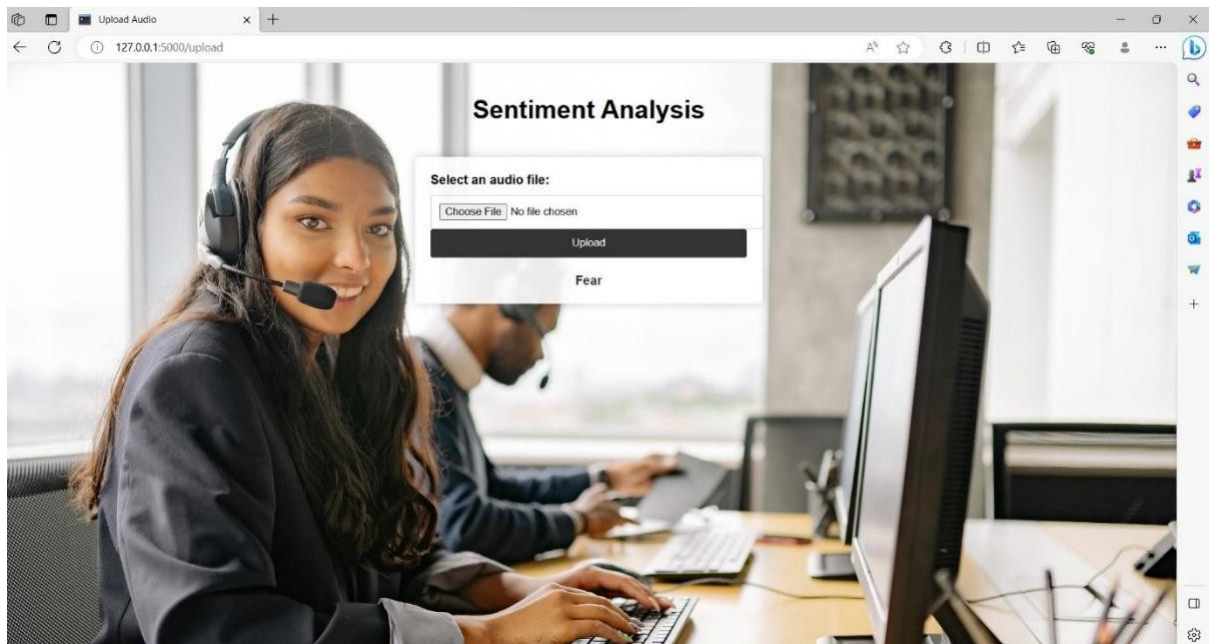 Upload Audio
127.0.0.1:5000/upload
Sentiment Analysis
Select an audio file:
Choose File No file chosen
Upload
Fear